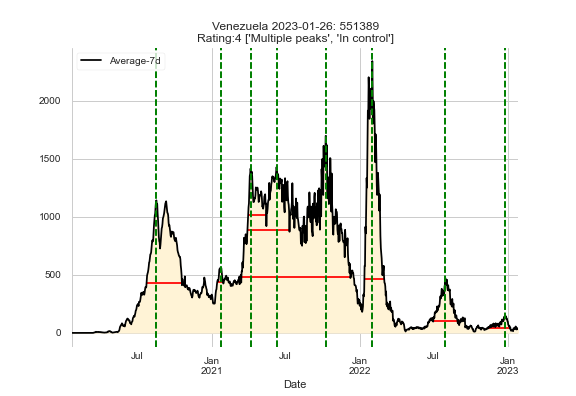 Venezuela 2023-01-26: 551389
Rating:4 ['Multiple peaks', 'In control']
Average-7d
2000
1500
1000
500
0
Jul
Jan
2021
Jul
Jan
2022
Jul
Jan
2023
Date